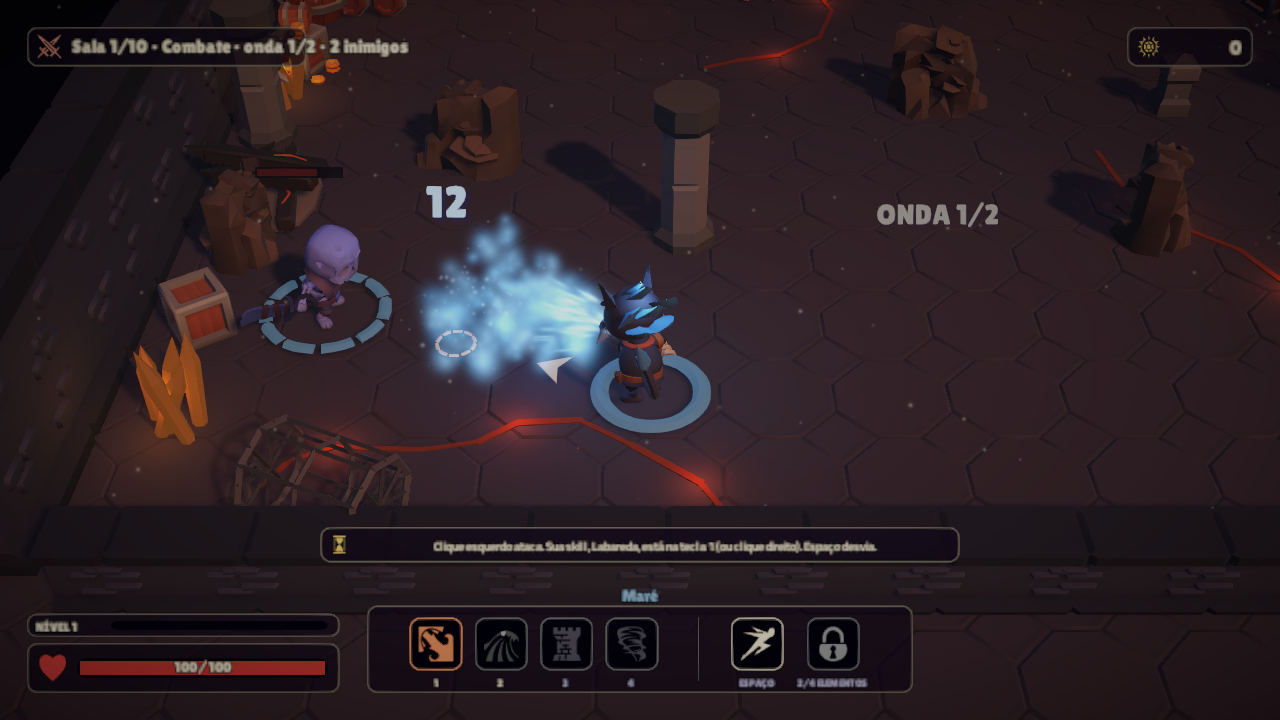 Sala 1/10 · Combate · onda 1/2 · 2 inimigos
0
12
ONDA 1/2
Clique esquerdo ataca. Sua skill, Labareda, está na tecla 1 (ou clique direito). Espaço desvia.
Maré
NÍVEL 1
100/100
1
2
3
4
ESPAÇO
2/4 ELEMENTOS